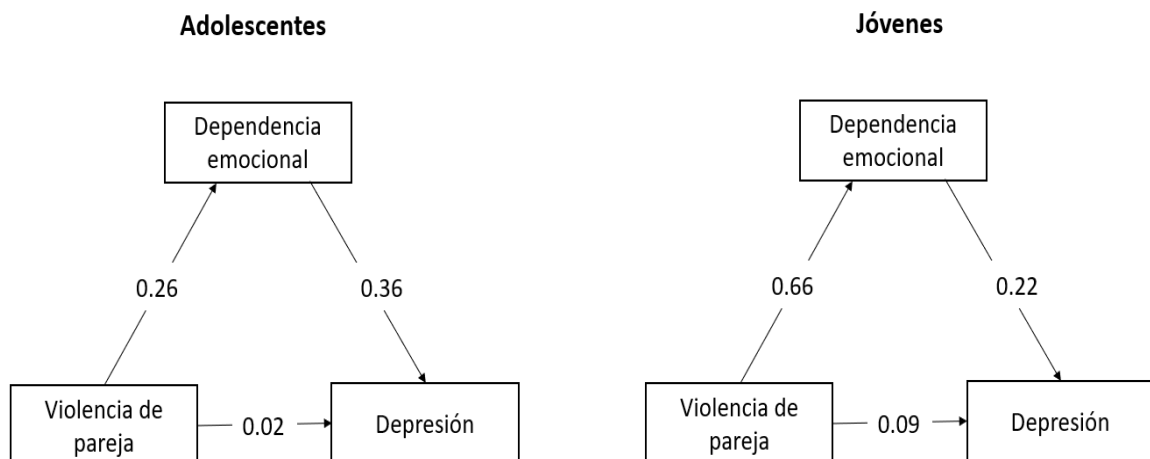 Adolescentes
Dependencia
emocional
0.26
0.36
Violencia de
pareja
0.02
Depresión
Jóvenes
Dependencia
emocional
0.66
0.22
Violencia de
pareja
0.09
Depresión